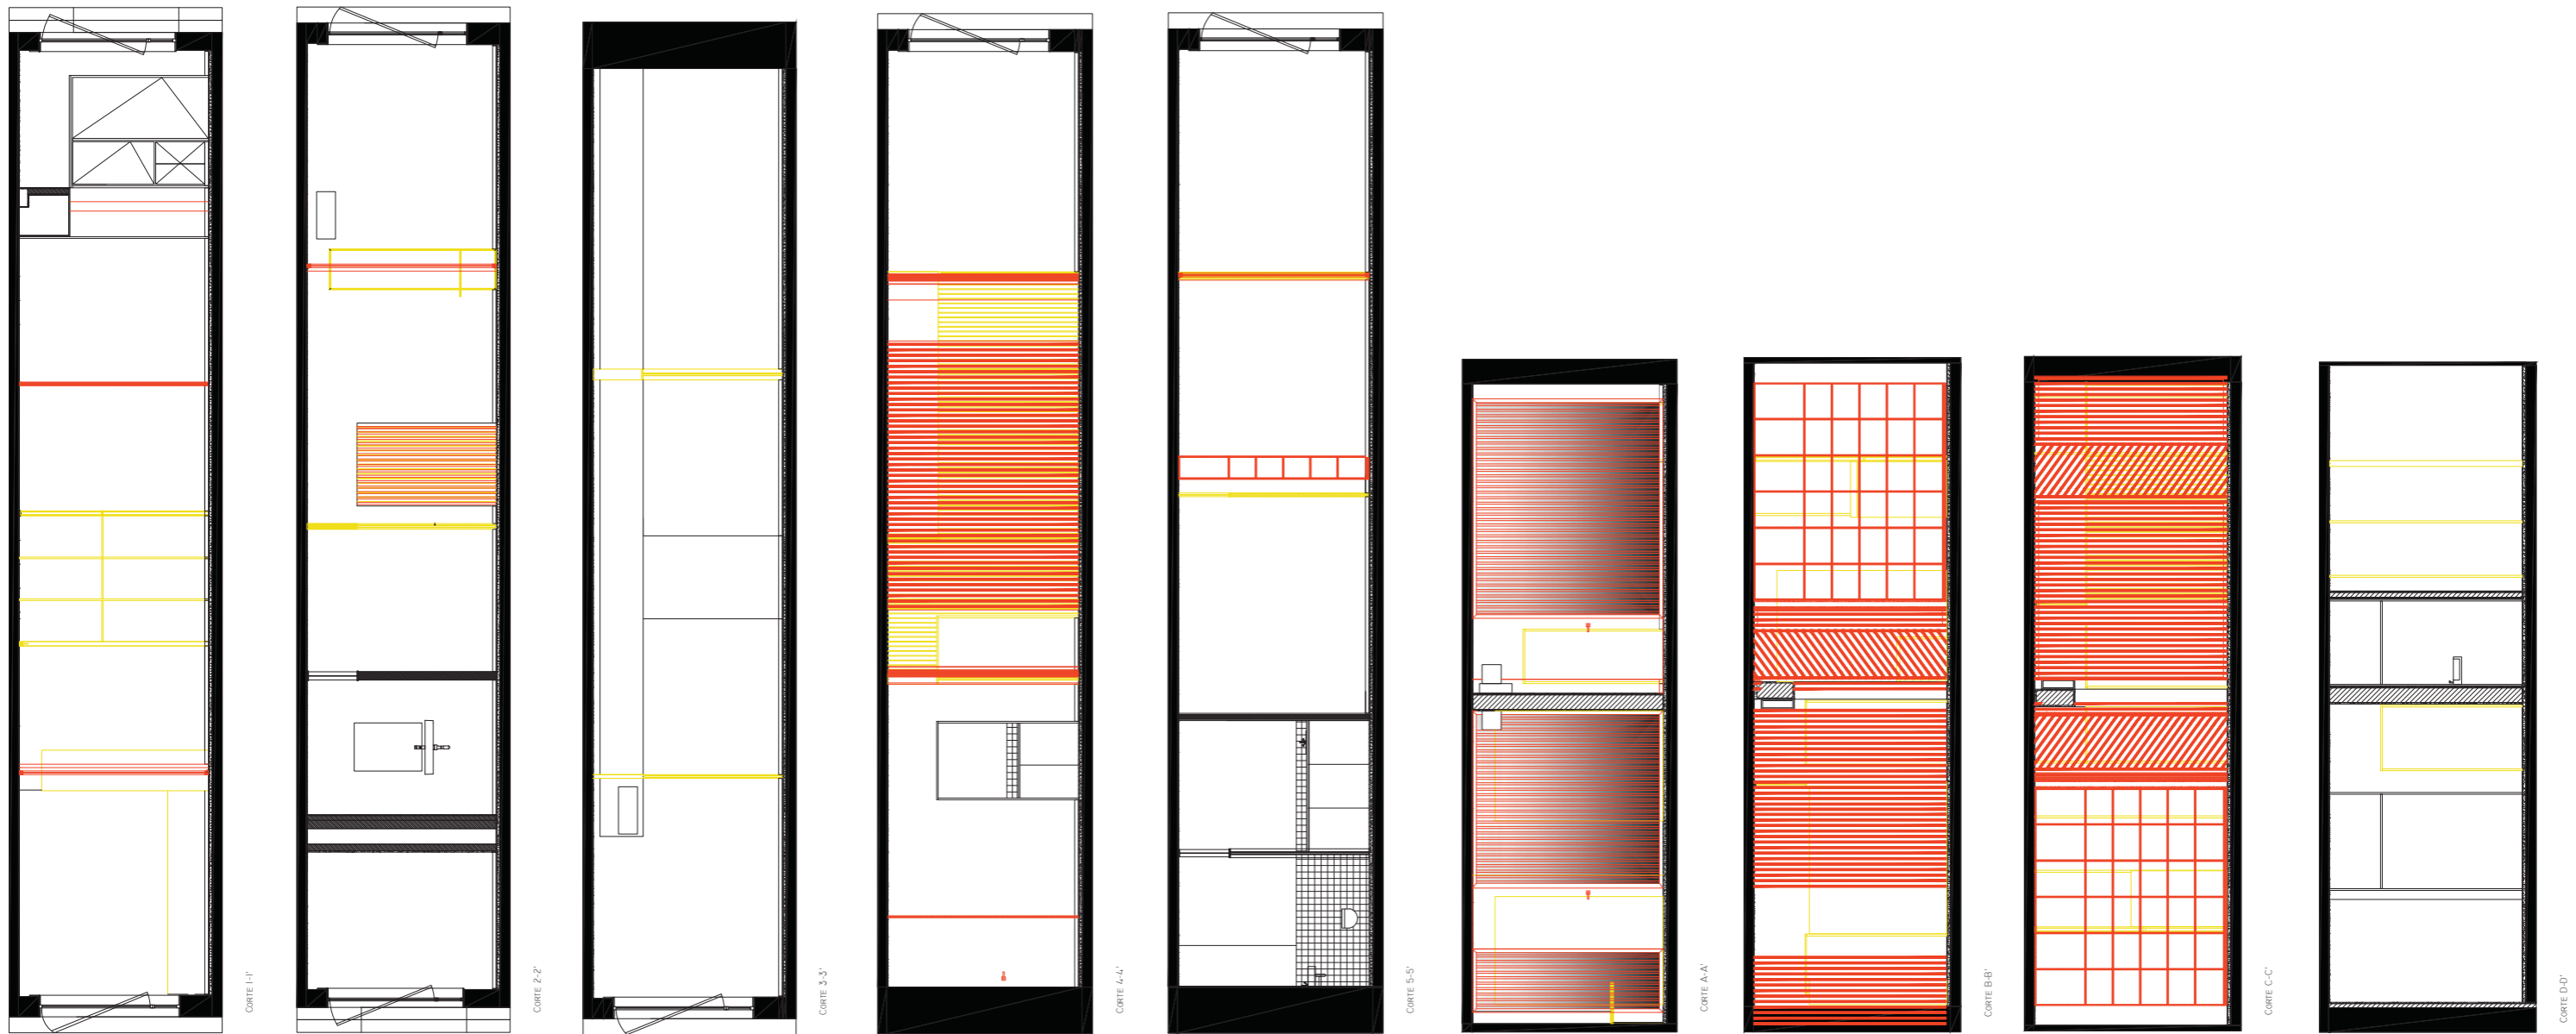 CORTE 1-1'
CORTE 2-2'
CORTE 3-3'
CORTE 4-4'
CORTE 5-5'
CORTE A-A'
CORTE B-B'
CORTE C-C'
CORTE D-D'